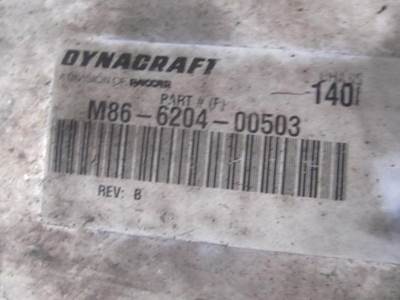 DYNACRAFT
A DIVISION OF PACCAR
PART # (P)
140
M86-6204-00503
REV: B